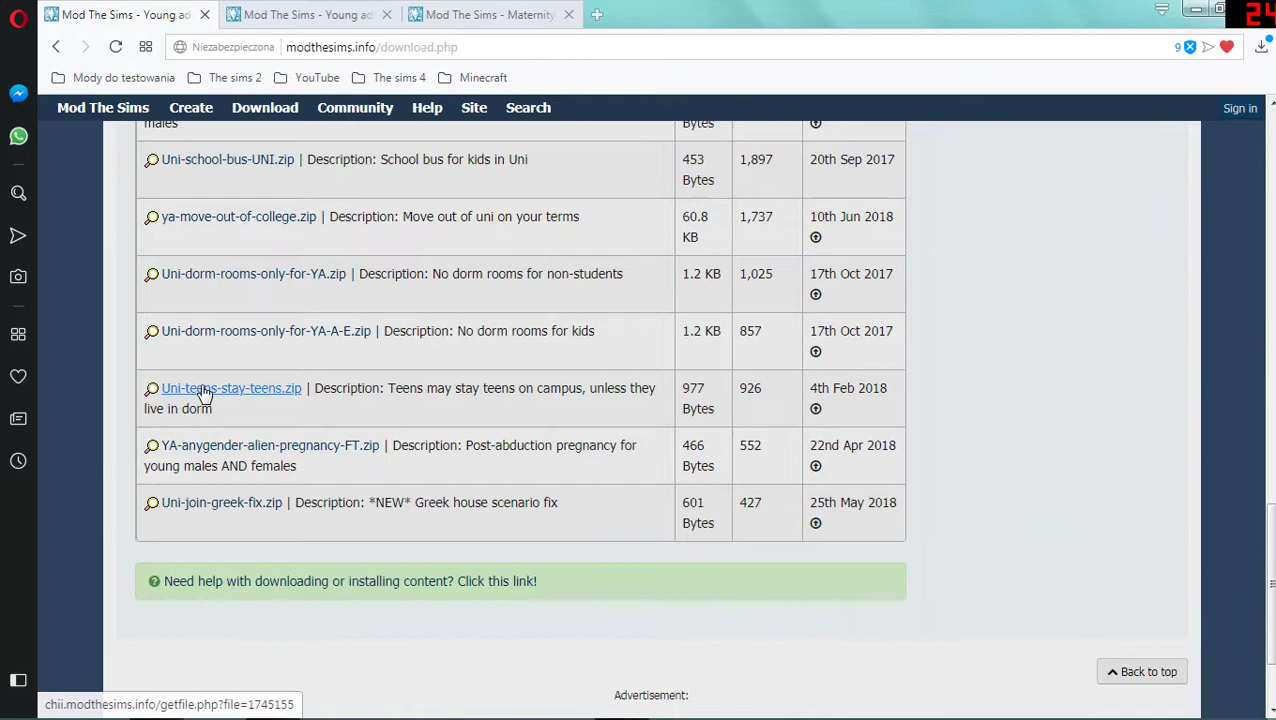 Mod The Sims - Young ad
Mod The Sims - Young ad
Mod The Sims - Maternity
24
Niezabezpieczona
modthesims.info/download.php
9
Mody do testowania
The sims 2
YouTube
The sims 4
Minecraft
Mod The Sims Create Download Community Help Site Search Sign in
males
Bytes
Uni-school-bus-UNI.zip | Description: School bus for kids in Uni
453
Bytes
1,897
20th Sep 2017
ya-move-out-of-college.zip | Description: Move out of uni on your terms
60.8
KB
1,737
10th Jun 2018
Uni-dorm-rooms-only-for-YA.zip | Description: No dorm rooms for non-students
1.2 KB
1,025
17th Oct 2017
Uni-dorm-rooms-only-for-YA-A-E.zip | Description: No dorm rooms for kids
1.2 KB
857
17th Oct 2017
Uni-teens-stay-teens.zip | Description: Teens may stay teens on campus, unless they
live in dorm
977
Bytes
926
4th Feb 2018
YA-anygender-alien-pregnancy-FT.zip | Description: Post-abduction pregnancy for
young males AND females
466
Bytes
552
22nd Apr 2018
Uni-join-greek-fix.zip | Description: *NEW* Greek house scenario fix
601
Bytes
427
25th May 2018
Need help with downloading or installing content? Click this link!
Back to top
Advertisement:
chii.modthesims.info/getfile.php?file=1745155